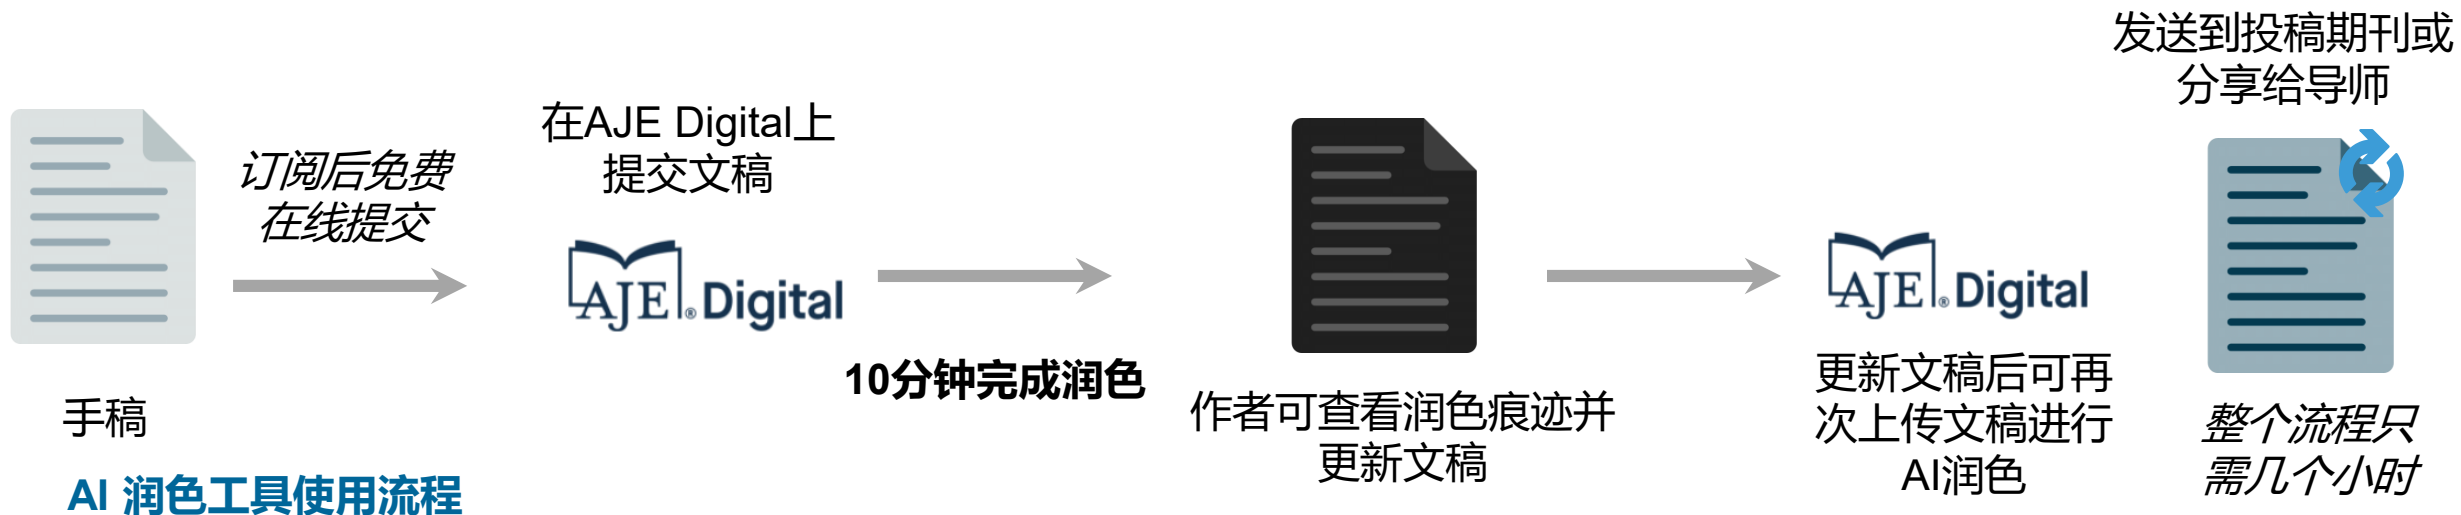 手稿
AI 润色工具使用流程
订阅后免费
在线提交
在AJE Digital上
提交文稿
AJE® Digital
10分钟完成润色
作者可查看润色痕迹并
更新文稿
AJE® Digital
更新文稿后可再
次上传文稿进行
AI润色
发送到投稿期刊或
分享给导师
整个流程只
需几个小时